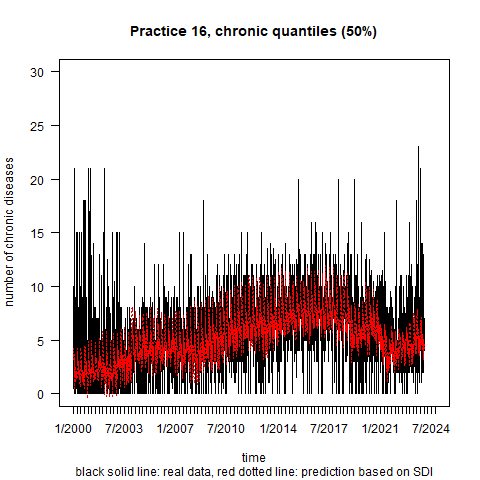 Practice 16, chronic quantiles (50%)
number of chronic diseases
30
25
20
15
10
5
0
1/2000 7/2003 1/2007 7/2010 1/2014 7/2017 1/2021 7/2024
time
black solid line: real data, red dotted line: prediction based on SDI